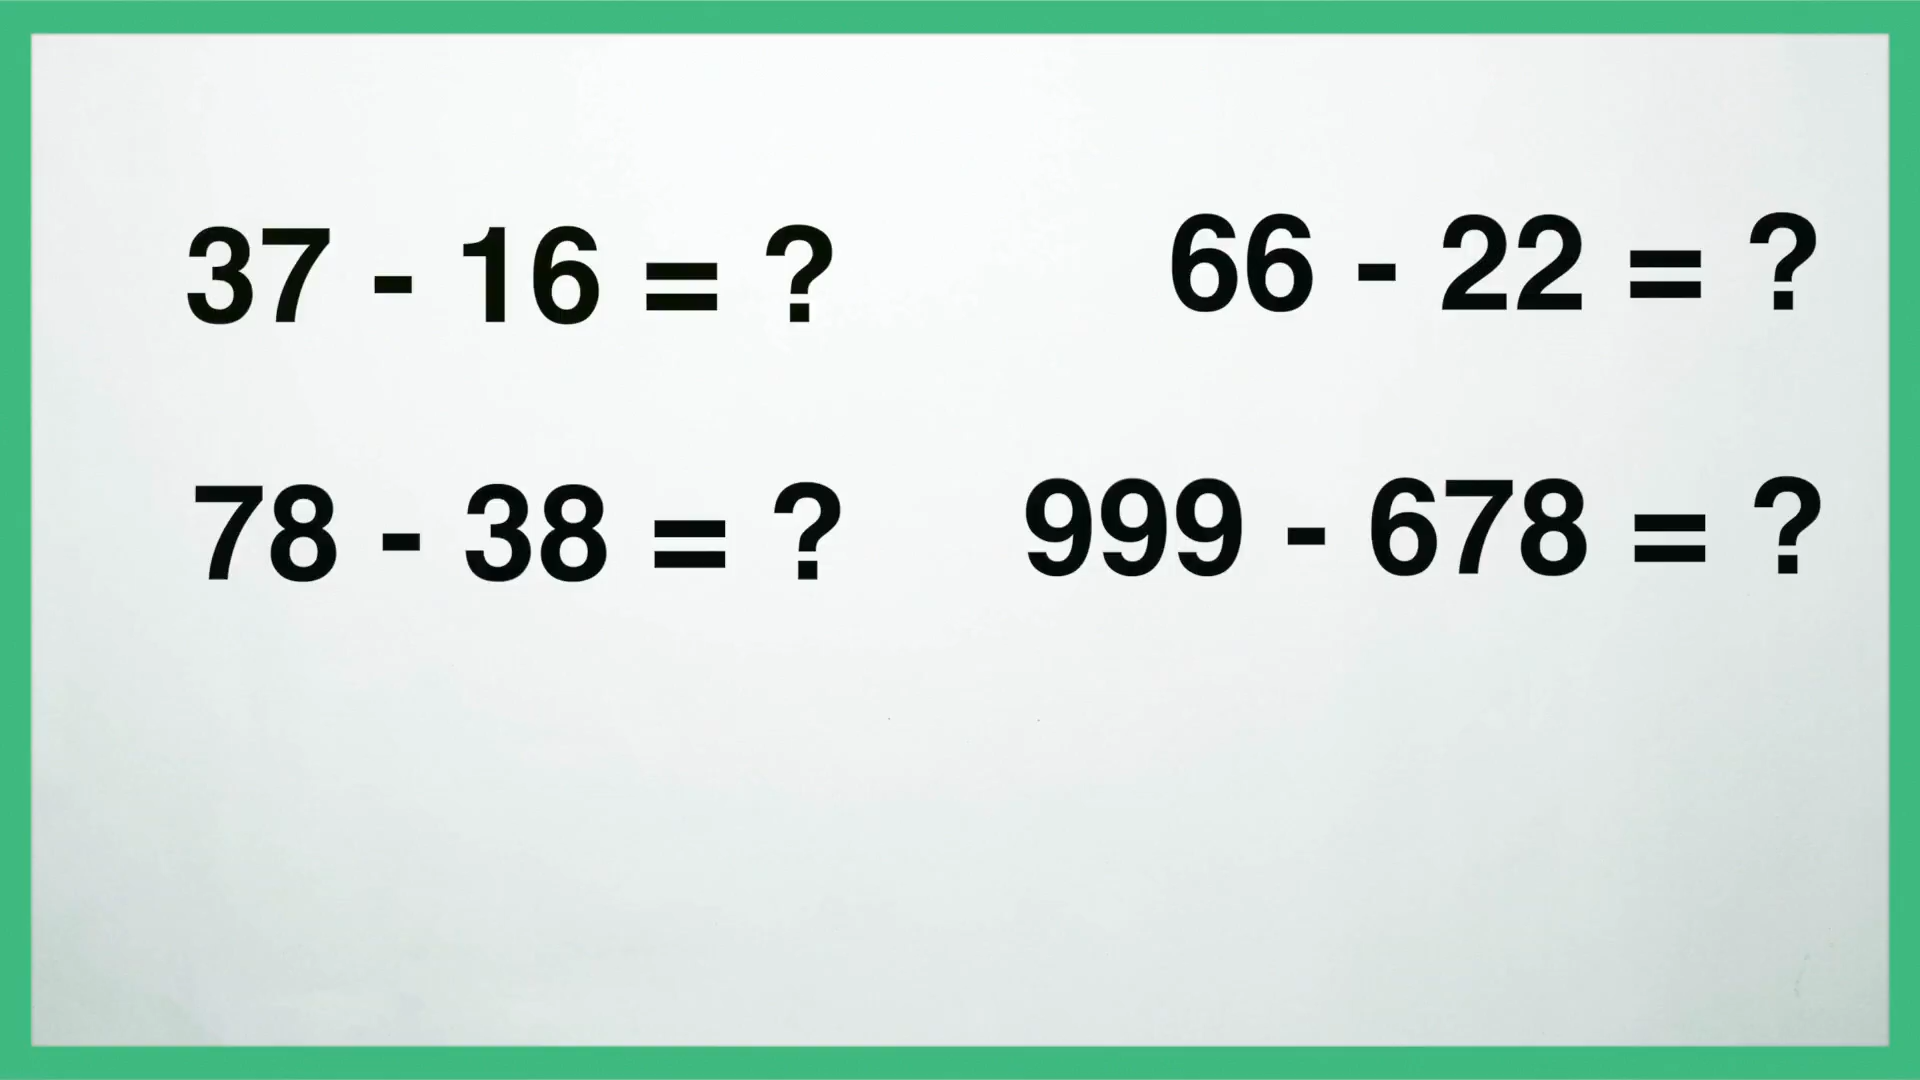 37 - 16 = ?
66 - 22 = ?
78 - 38 = ?
999 - 678 = ?